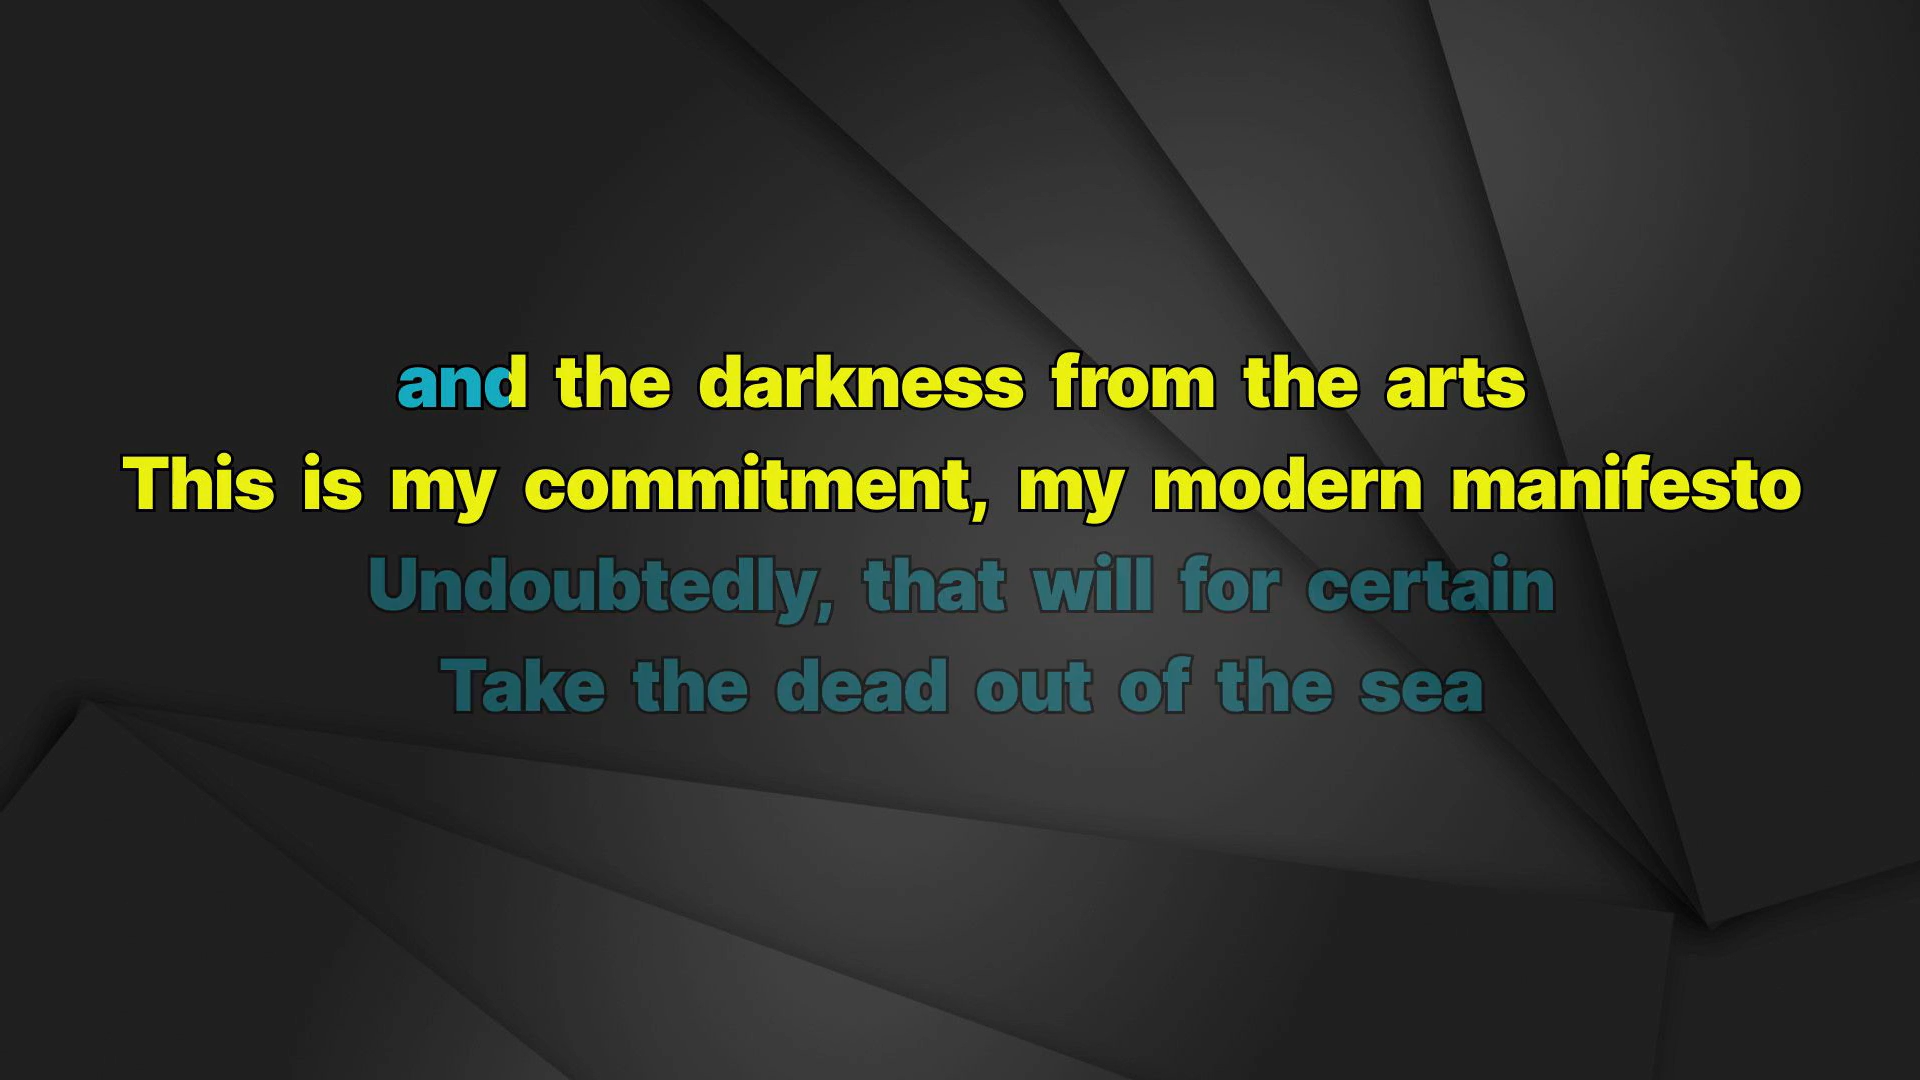 and the darkness from the arts
This is my commitment, my modern manifesto
Undoubtedly, that will for certain
Take the dead out of the sea